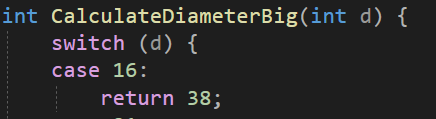 int CalculateDiameterBig(int d) {
switch (d) {
case 16:
return 38;